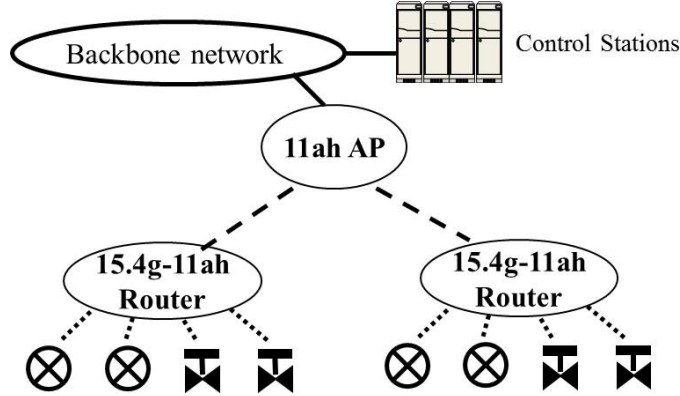 Backbone network
Control Stations
11ah AP
15.4g-11ah
Router
15.4g-11ah
Router